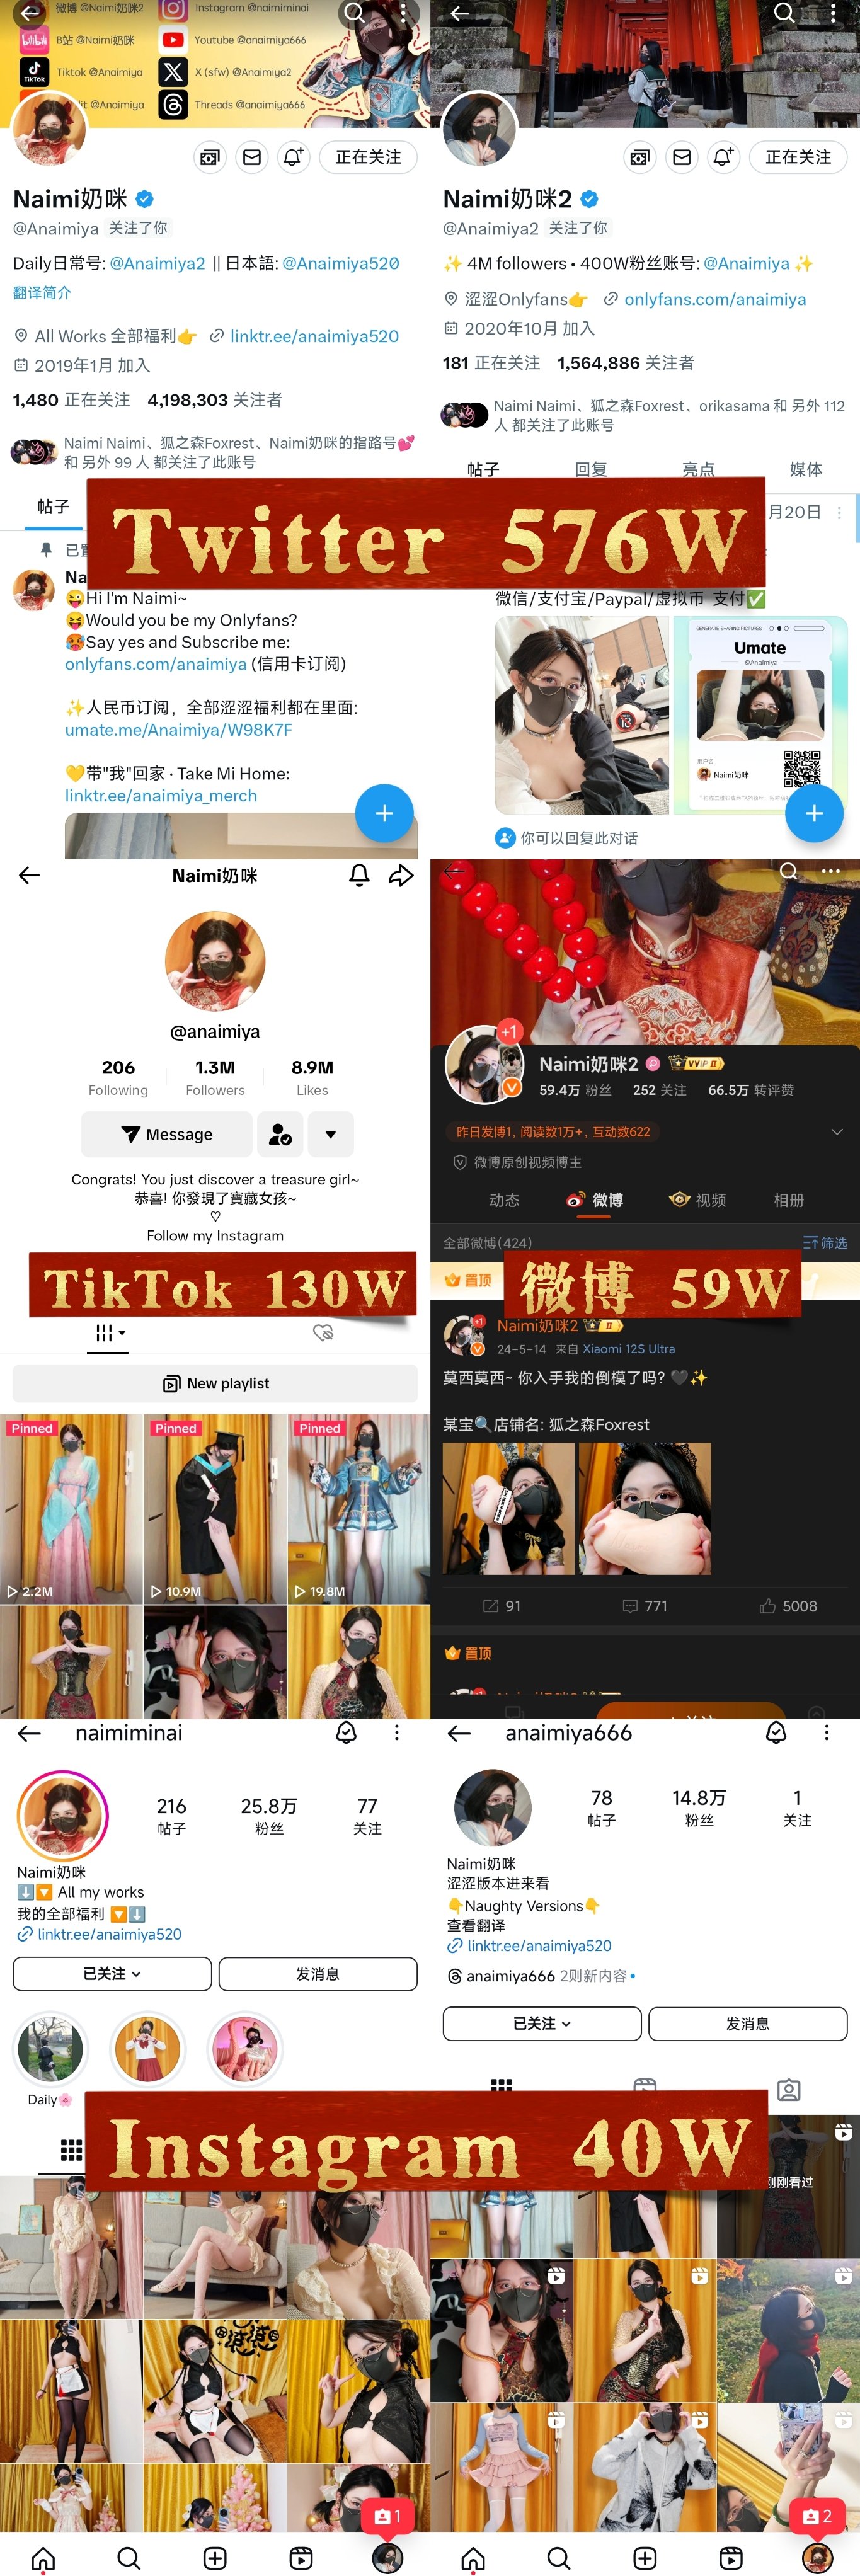 微博 @Naimi奶咪2
Instagram @naimiminai
B站 @Naimi奶咪
Youtube @anaimiya666
Tiktok @Anaimiya
X (sfw) @Anaimiya2
it @Anaimiya
Threads @anaimiya666
正在关注
Naimi奶咪
@Anaimiya 关注了你
Daily日常号: @Anaimiya2 || 日本語: @Anaimiya520
翻译简介
All Works 全部福利👉 linktr.ee/anaimiya520
2019年1月 加入
1,480 正在关注 4,198,303 关注者
Naimi Naimi、狐之森Foxrest、Naimi奶咪的指路号💕
和 另外 99 人 都关注了此账号
帖子
正在关注
Naimi奶咪2
@Anaimiya2 关注了你
✨ 4M followers • 400W粉丝账号: @Anaimiya ✨
涩涩Onlyfans👉 onlyfans.com/anaimiya
2020年10月 加入
181 正在关注 1,564,886 关注者
Naimi Naimi、狐之森Foxrest、orikasama 和 另外 112
人 都关注了此账号
帖子 回复 亮点 媒体
月20日
Twitter 576W
已置
Na
😜Hi I'm Naimi~
😝Would you be my Onlyfans?
🥵Say yes and Subscribe me:
onlyfans.com/anaimiya (信用卡订阅)
✨人民币订阅，全部涩涩福利都在里面:
umate.me/Anaimiya/W98K7F
💛带"我"回家 · Take Mi Home:
linktr.ee/anaimiya_merch
微信/支付宝/Paypal/虚拟币 支付✅
Umate
@Anaimiya
Naimi 奶咪
18
你可以回复此对话
Naimi奶咪
@anaimiya
206 1.3M 8.9M
Following Followers Likes
Message
Congrats! You just discover a treasure girl~
恭喜! 你發現了寶藏女孩~
♡
Follow my Instagram
TikTok 130W
New playlist
Pinned Pinned Pinned
2.2M 10.9M 19.8M
+1
Naimi奶咪2 VVIP II
59.4万 粉丝 252 关注 66.5万 转评赞
昨日发博1, 阅读数1万+, 互动数622
微博原创视频博主
动态 微博 视频 相册
全部微博(424) 筛选
置顶
微博 59W
Naimi奶咪2 II
24-5-14 来自 Xiaomi 12S Ultra
莫西莫西~ 你入手我的倒模了吗? 🖤✨
某宝🔍店铺名: 狐之森Foxrest
91 771 5008
置顶
naimiminai
216 25.8万 77
帖子 粉丝 关注
Naimi奶咪
⬇️🔽 All my works
我的全部福利 🔽⬇️
linktr.ee/anaimiya520
已关注 发消息
Daily🌸
anaimiya666
78 14.8万 1
帖子 粉丝 关注
Naimi奶咪
涩涩版本进来看
👇Naughty Versions👇
查看翻译
linktr.ee/anaimiya520
anaimiya666 2则新内容
已关注 发消息
Instagram 40W
刚刚看过
1
2